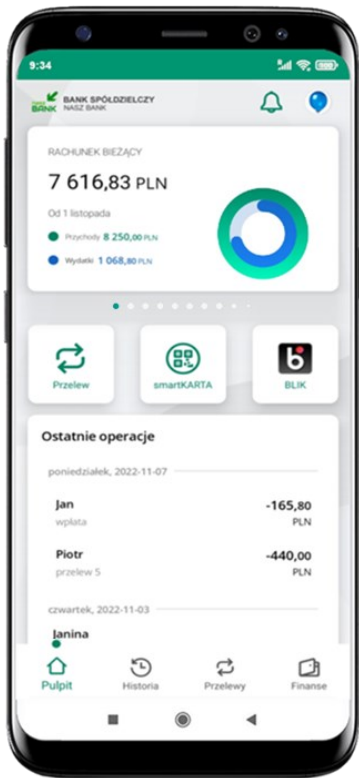 9:34
BANK SPÓŁDZIELCZY
BANK NASZ BANK
RACHUNEK BIEŻĄCY
7 616,83 PLN
Od 1 listopada
Przychody 8 250,00 PLN
Wydatki 1 068,80 PLN
Przelew
smartKARTA
BLIK
Ostatnie operacje
poniedziałek, 2022-11-07
Jan -165,80
wpłata PLN
Piotr -440,00
przelew 5 PLN
czwartek, 2022-11-03
Janina
Pulpit Historia Przelewy Finanse